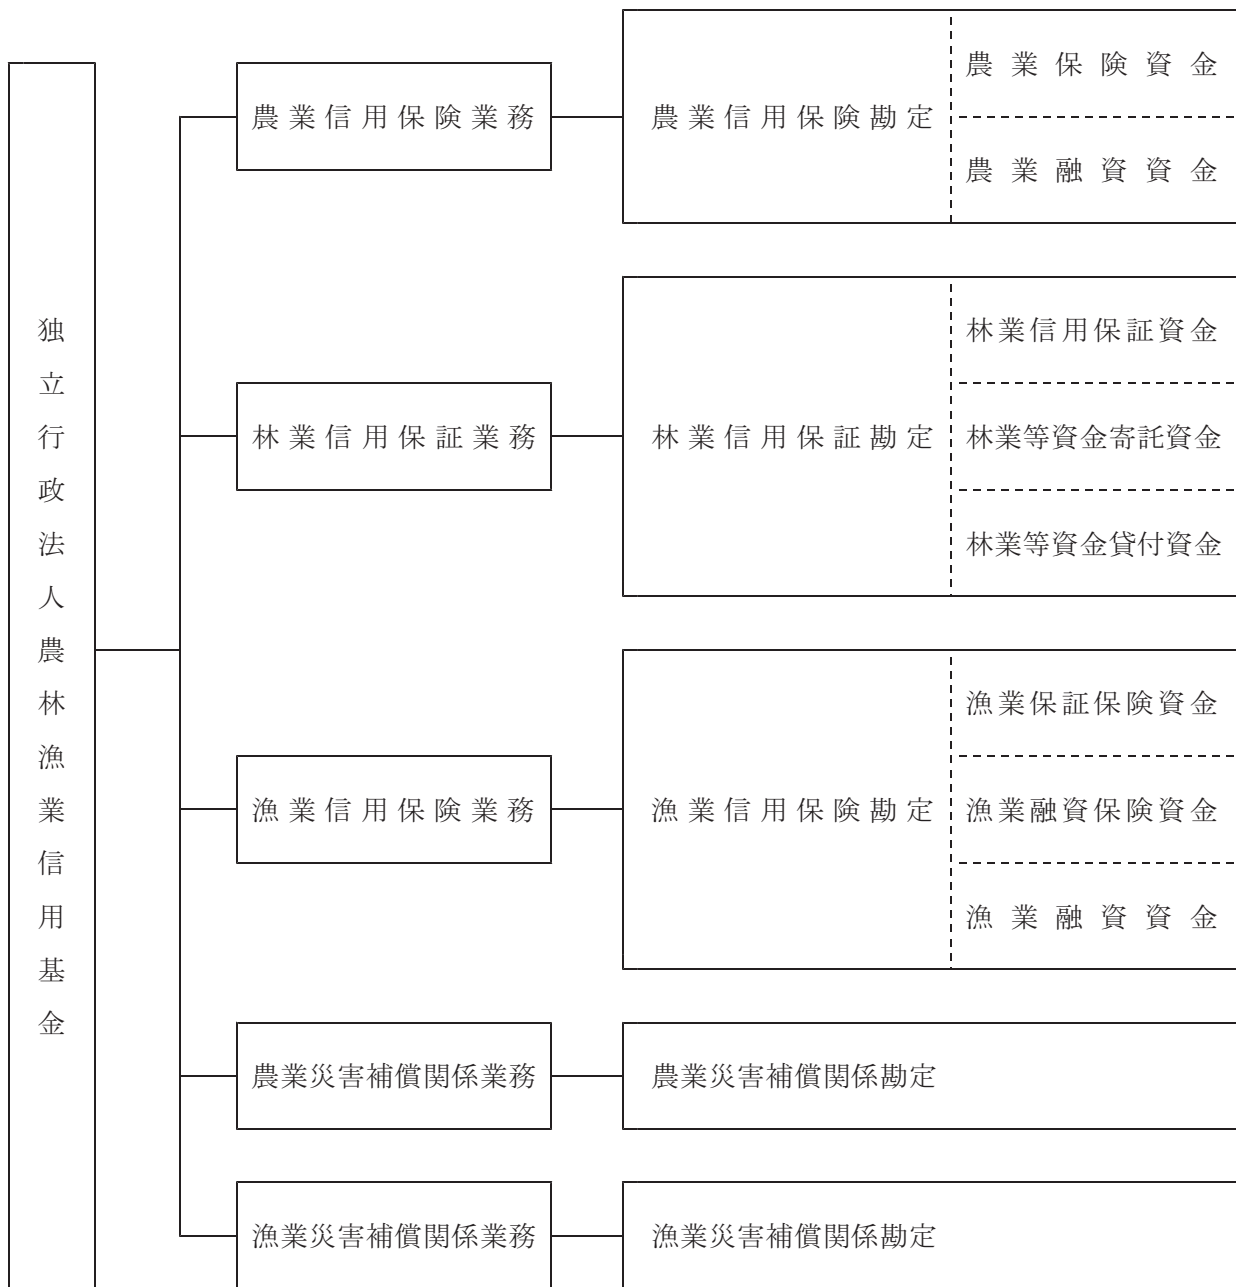 独立行政法人農林漁業信用基金
農業信用保険業務
農業信用保険勘定
農業保険資金
農業融資資金
林業信用保証業務
林業信用保証勘定
林業信用保証資金
林業等資金寄託資金
林業等資金貸付資金
漁業信用保険業務
漁業信用保険勘定
漁業保証保険資金
漁業融資保険資金
漁業融資資金
農業災害補償関係業務
農業災害補償関係勘定
漁業災害補償関係業務
漁業災害補償関係勘定